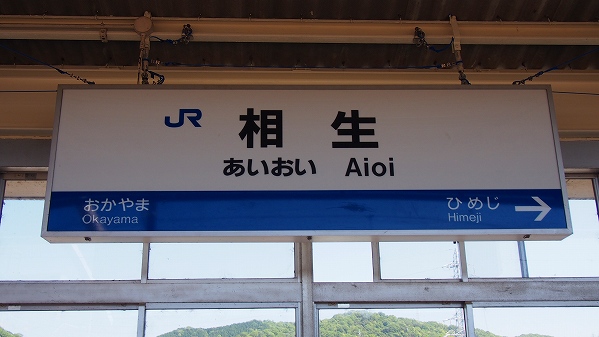 JR 相生
あいおい Aioi
おかやま ひめじ
Okayama Himeji